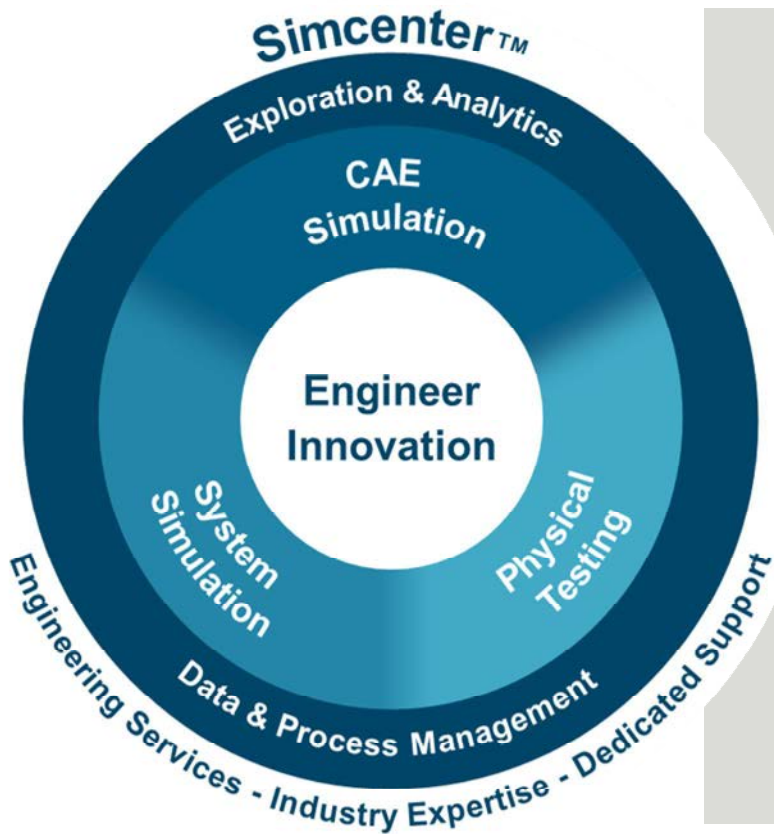 Simcenter™
Exploration & Analytics
CAE
Simulation
Engineer
Innovation
System
Simulation
Physical
Testing
Data & Process Management
Engineering Services - Industry Expertise - Dedicated Support